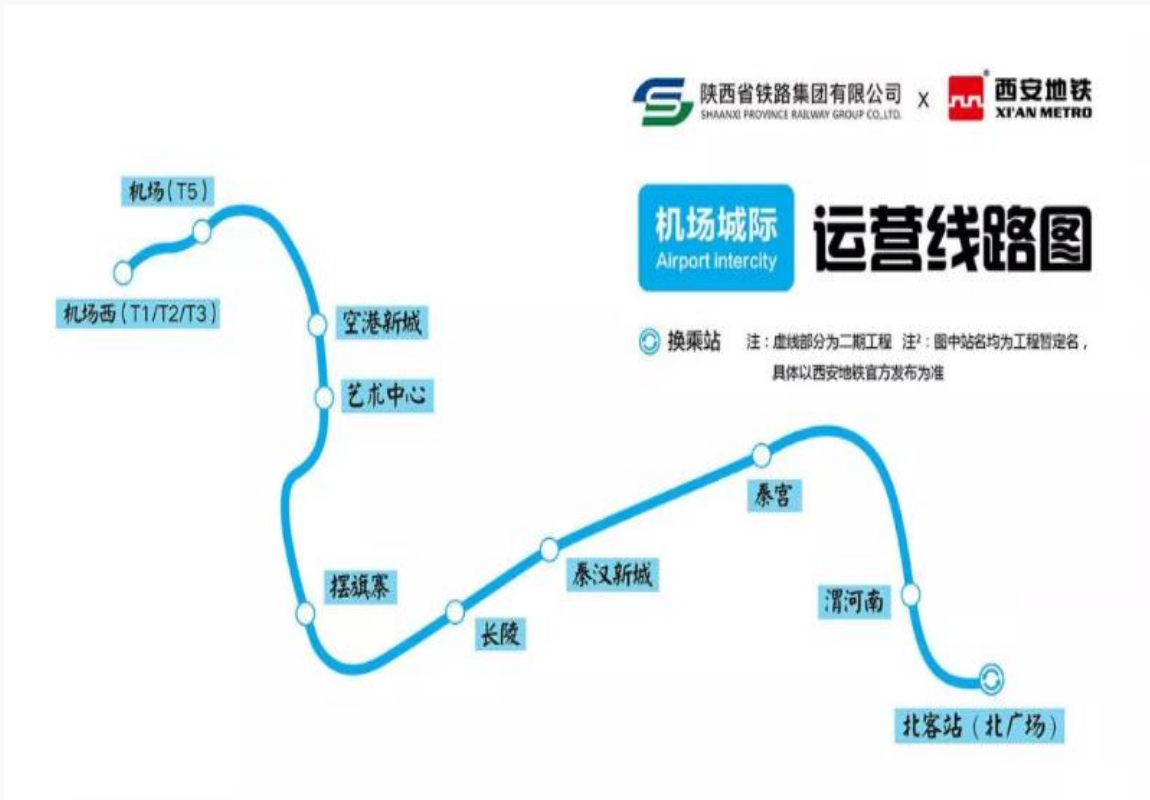 陕西省铁路集团有限公司
SHAANXI PROVINCE RAILWAY GROUP CO.,LTD.
X
西安地铁
XI'AN METRO
机场城际
Airport intercity
运营线路图
换乘站
注：虚线部分为二期工程 注²：图中站名均为工程暂定名，
具体以西安地铁官方发布为准
机场(T5)
机场西(T1/T2/T3)
空港新城
艺术中心
摆旗寨
长陵
秦汉新城
秦宫
渭河南
北客站（北广场）